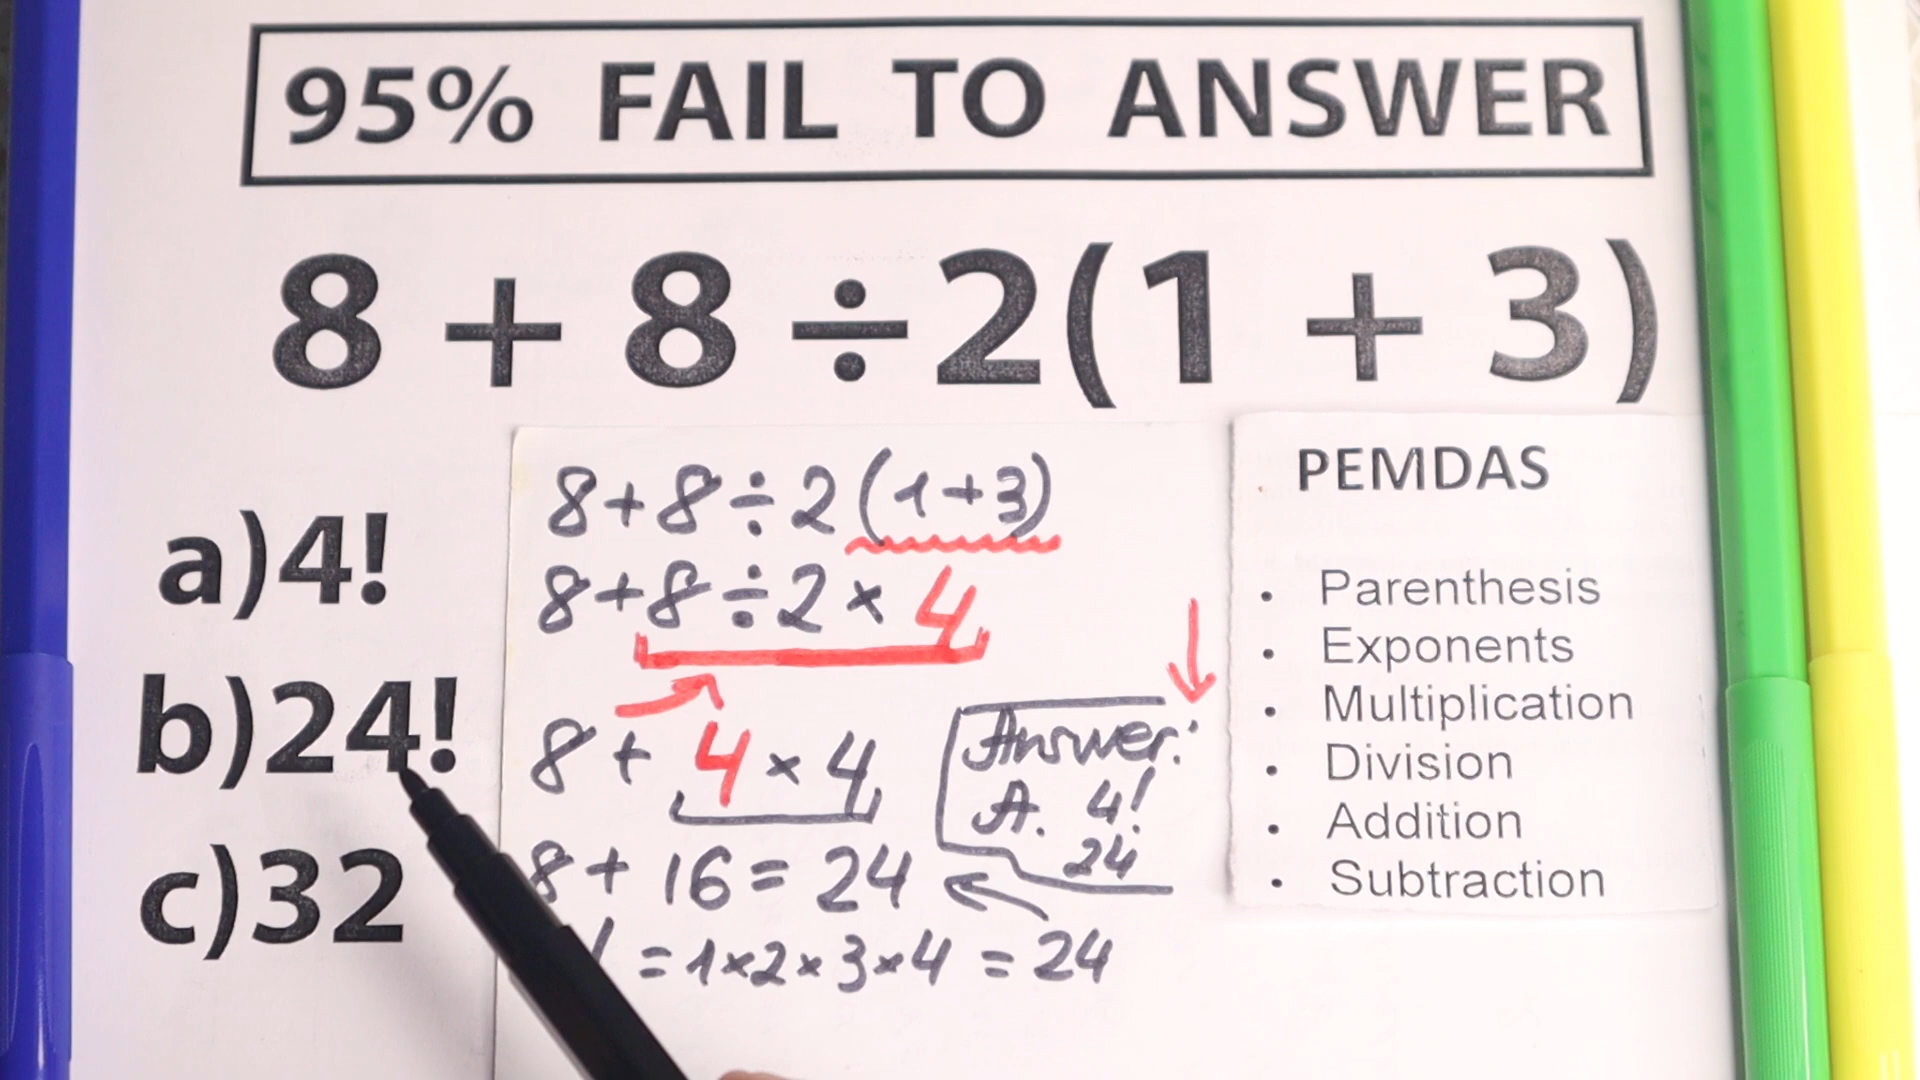 95% FAIL TO ANSWER
8 + 8 ÷2(1 + 3)
a)4!
b)24!
c)32
8+8÷2(1+3)
8+8÷2×4
8+ 4×4
8+ 16=24
=1×2×3×4 =24
Answer:
A. 4!
24
PEMDAS
• Parenthesis
• Exponents
• Multiplication
• Division
• Addition
• Subtraction